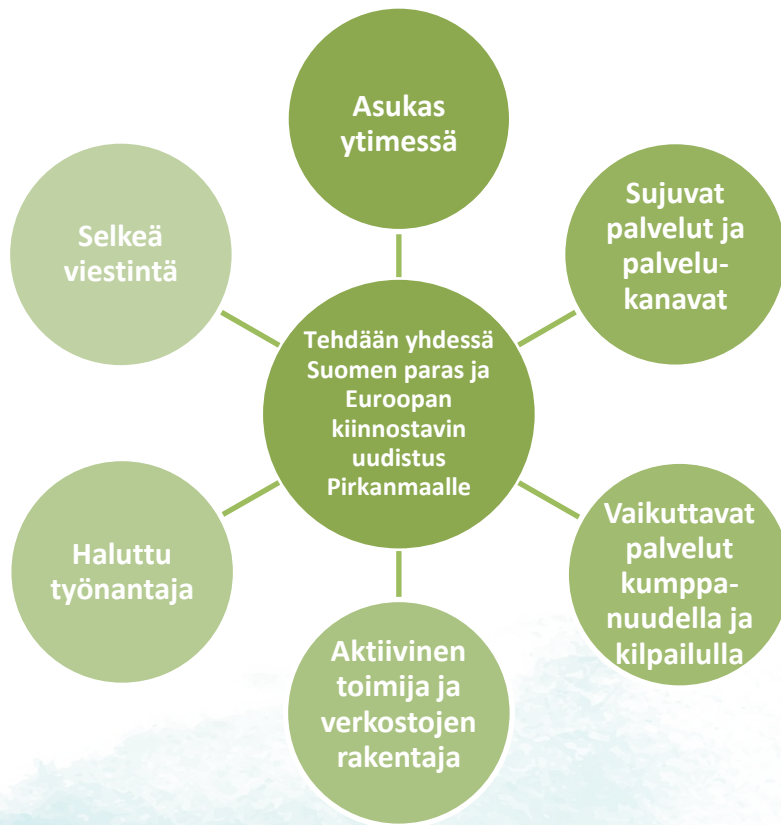 Asukas
ytimessä
Sujuvat
palvelut ja
palvelu-
kanavat
Vaikuttavat
palvelut
kumppa-
nuudella ja
kilpailulla
Aktiivinen
toimija ja
verkostojen
rakentaja
Haluttu
työnantaja
Selkeä
viestintä
Tehdään yhdessä
Suomen paras ja
Euroopan
kiinnostavin
uudistus
Pirkanmaalle